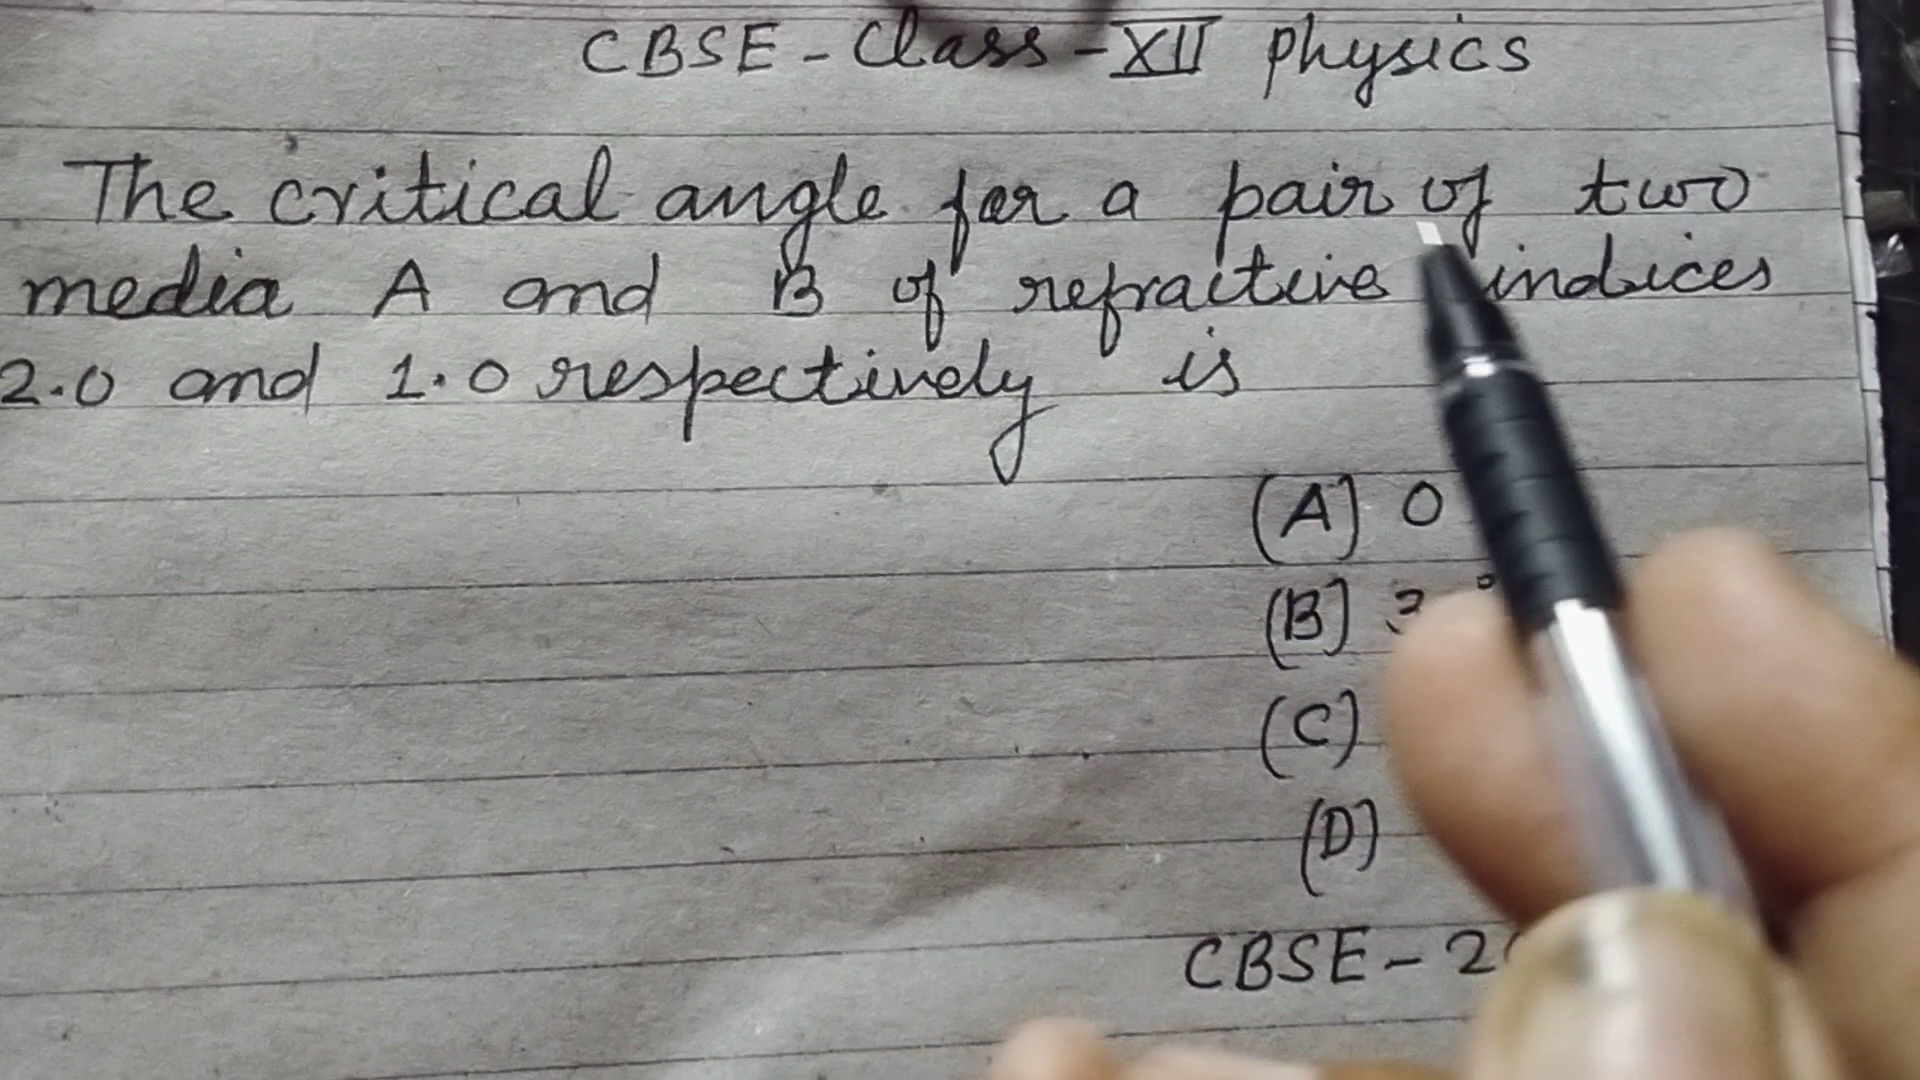 CBSE - Class - XII Physics
The critical angle for a pair of two
media A and B of refractive indices
2.0 and 1.0 respectively is
(A) 0
(B) 3
(C)
(D)
CBSE - 2